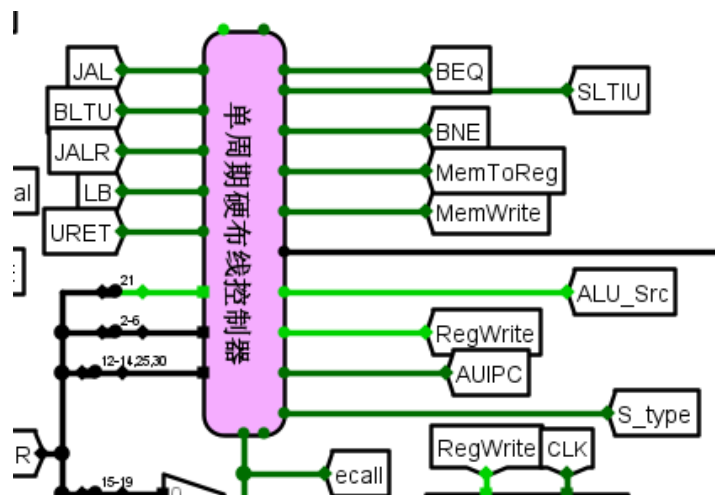 JAL
BLTU
JALR
LB
URET
al
21
2-6
12-14,25,30
R
15-19
单周期硬布线控制器
BEQ
SLTIU
BNE
MemToReg
MemWrite
ALU_Src
RegWrite
AUIPC
S_type
RegWrite
CLK
ecall